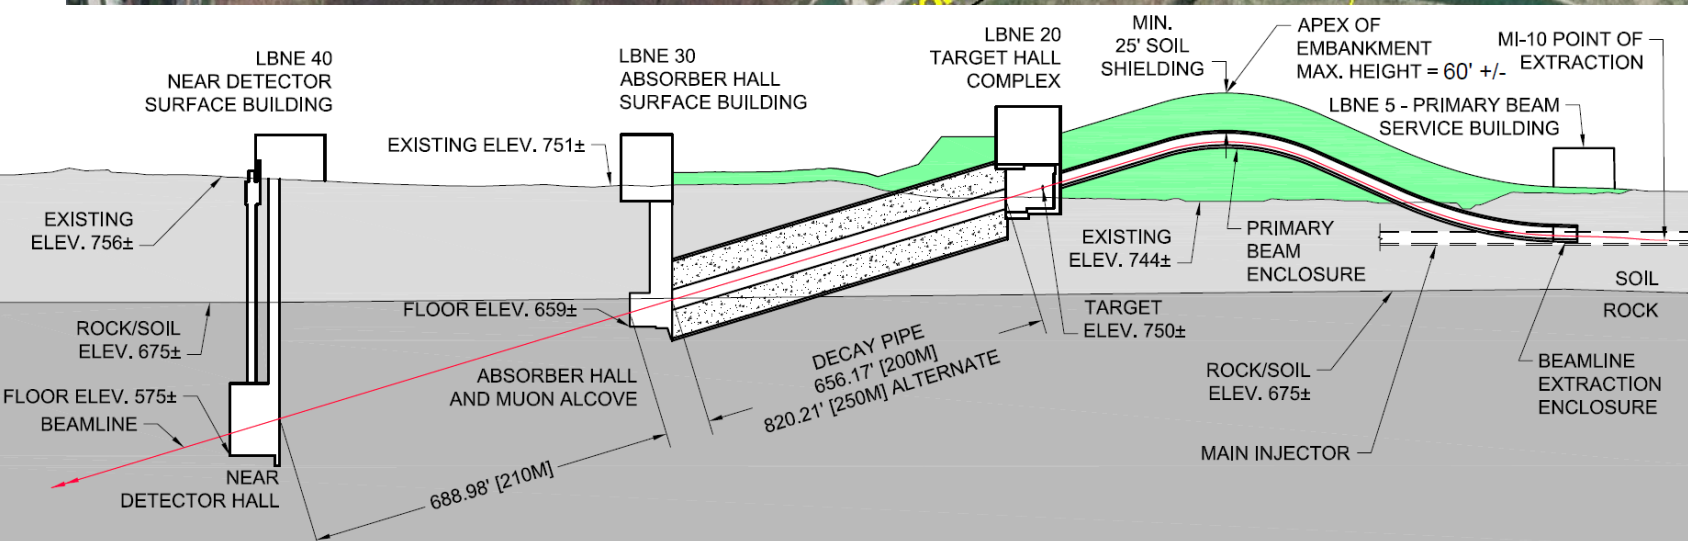 LBNE 40
NEAR DETECTOR
SURFACE BUILDING
LBNE 30
ABSORBER HALL
SURFACE BUILDING
LBNE 20
TARGET HALL
COMPLEX
MIN.
25' SOIL
SHIELDING
APEX OF
EMBANKMENT
MAX. HEIGHT = 60' +/-
MI-10 POINT OF
EXTRACTION
LBNE 5 - PRIMARY BEAM
SERVICE BUILDING
EXISTING ELEV. 751±
EXISTING
ELEV. 756±
EXISTING
ELEV. 744±
PRIMARY
BEAM
ENCLOSURE
SOIL
ROCK
FLOOR ELEV. 659±
TARGET
ELEV. 750±
ROCK/SOIL
ELEV. 675±
DECAY PIPE
656.17' [200M]
820.21' [250M] ALTERNATE
ROCK/SOIL
ELEV. 675±
BEAMLINE
EXTRACTION
ENCLOSURE
ABSORBER HALL
AND MUON ALCOVE
FLOOR ELEV. 575±
BEAMLINE
MAIN INJECTOR
688.98' [210M]
NEAR
DETECTOR HALL